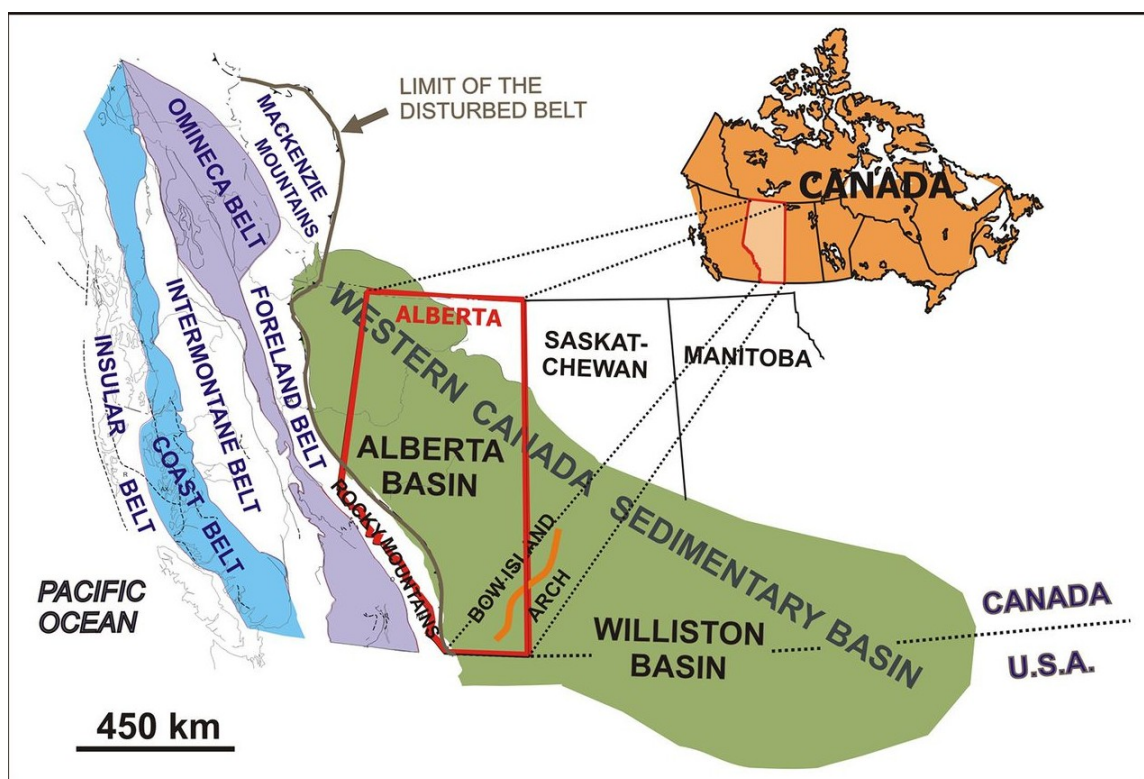 LIMIT OF THE
DISTURBED BELT
MACKENZIE
MOUNTAINS
OMINECA BELT
CANADA
INSULAR
BELT
COAST
BELT
INTERMONTANE BELT
FORELAND BELT
WESTERN CANADA SEDIMENTARY BASIN
ALBERTA
SASKAT-
CHEWAN
MANITOBA
ALBERTA
BASIN
ROCKY MOUNTAINS
BOW-ISLAND
ARCH
PACIFIC
OCEAN
WILLISTON
BASIN
CANADA
U.S.A.
450 km